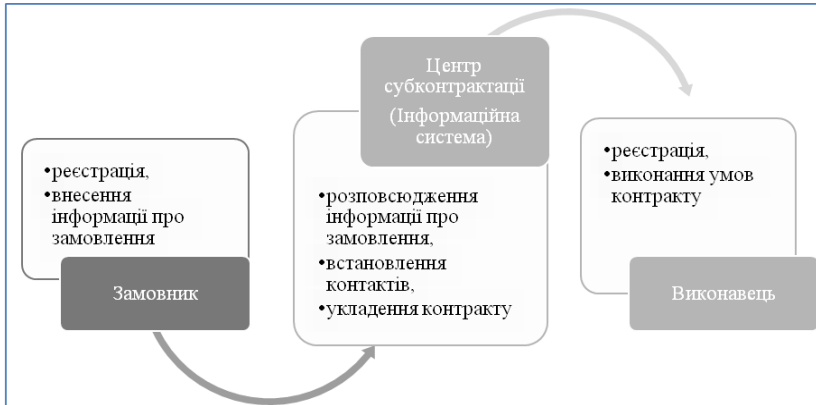 •реєстрація,
•внесення
інформації про
замовлення
Замовник
Центр
субконтрактації
(Інформаційна
система)
•розповсюдження
інформації про
замовлення,
•встановлення
контактів,
•укладення контракту
•реєстрація,
•виконання умов
контракту
Виконавець